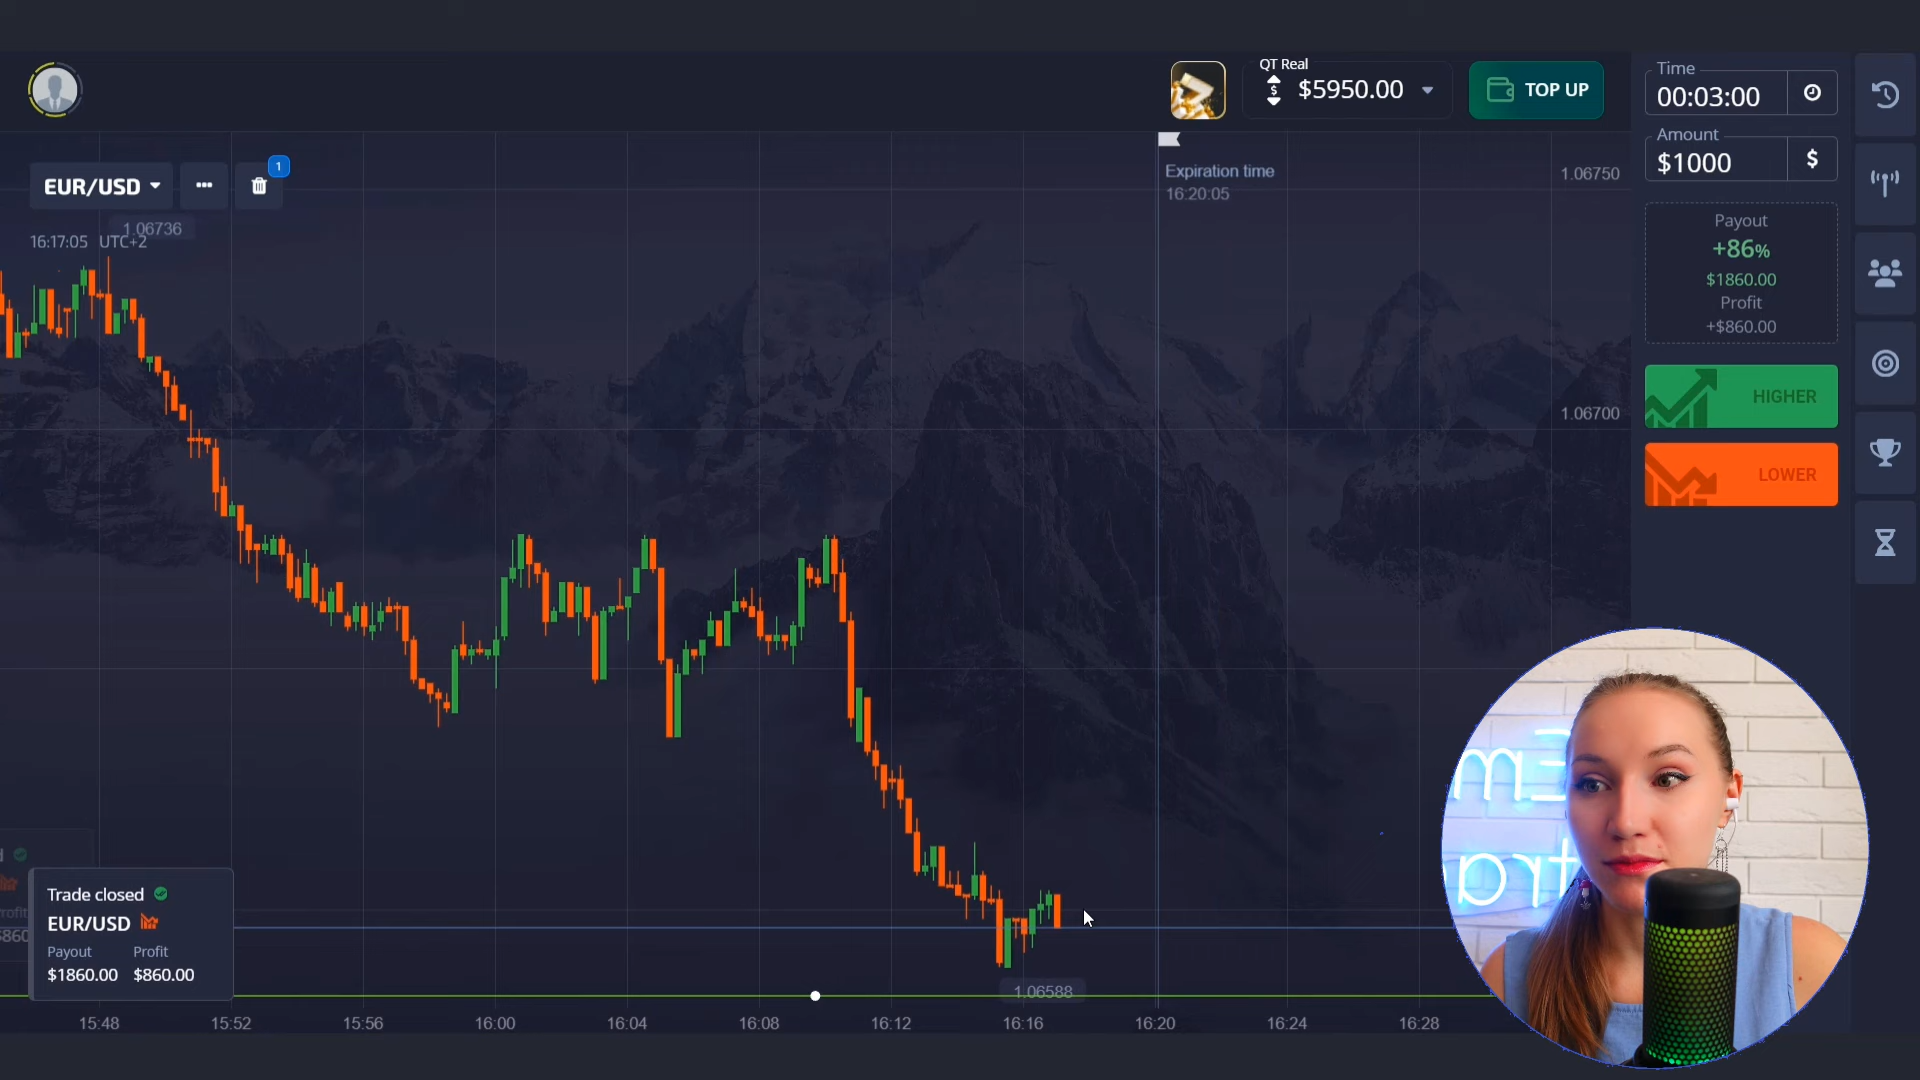 QT Real
$5950.00
TOP UP
Time
00:03:00
Amount
$1000
Payout
+86%
$1860.00
Profit
+$860.00
HIGHER
LOWER
EUR/USD
1
1.06736
16:17:05 UTC+2
Expiration time
16:20:05
1.06750
1.06700
Trade closed
EUR/USD
Payout Profit
$1860.00 $860.00
1.06588
15:48 15:52 15:56 16:00 16:04 16:08 16:12 16:16 16:20 16:24 16:28